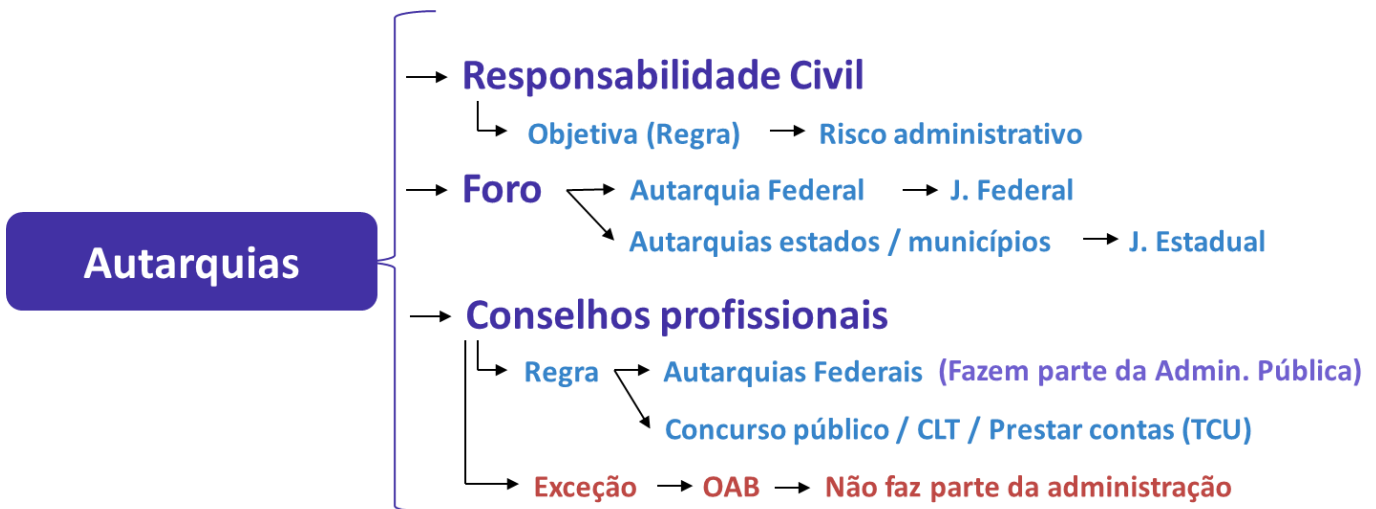 Responsabilidade Civil
Objetiva (Regra) Risco administrativo
Foro Autarquia Federal J. Federal
Autarquias estados / municípios J. Estadual
Autarquias
Conselhos profissionais
Regra Autarquias Federais (Fazem parte da Admin. Pública)
Concurso público / CLT / Prestar contas (TCU)
Exceção OAB Não faz parte da administração